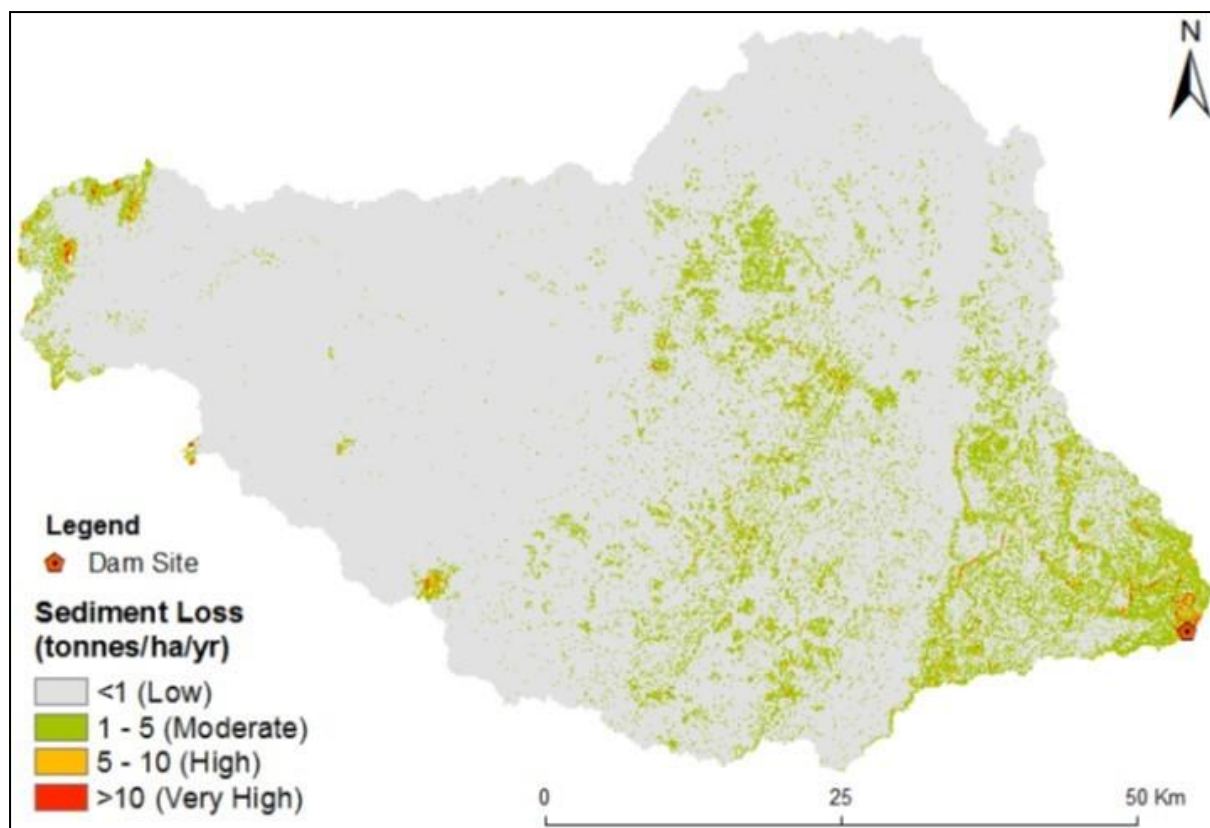 N
Legend
Dam Site
Sediment Loss
(tonnes/ha/yr)
<1 (Low)
1 - 5 (Moderate)
5 - 10 (High)
>10 (Very High)
0 25 50 Km